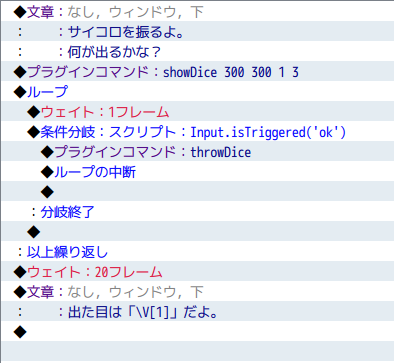 ◆文章:なし, ウィンドウ, 下
:　　:サイコロを振るよ。
:　　:何が出るかな?
◆プラグインコマンド:showDice 300 300 1 3
◆ループ
◆ウェイト:1フレーム
◆条件分岐:スクリプト:Input.isTriggered('ok')
◆プラグインコマンド:throwDice
◆ループの中断
◆
:分岐終了
◆
:以上繰り返し
◆ウェイト:20フレーム
◆文章:なし, ウィンドウ, 下
:　　:出た目は「\V[1]」だよ。
◆